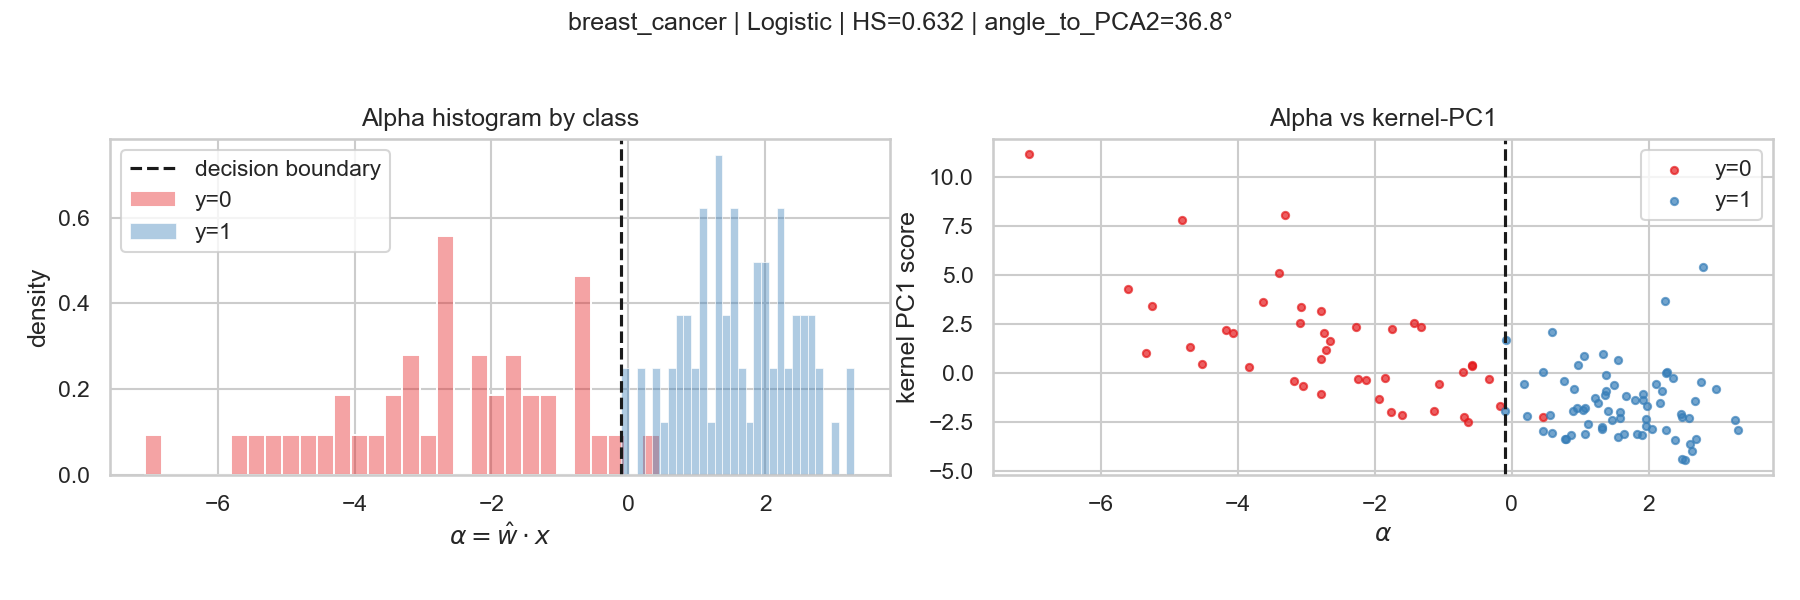 breast_cancer | Logistic | HS=0.632 | angle_to_PCA2=36.8°
Alpha histogram by class
decision boundary
y=0
y=1
density
0.6
0.4
0.2
0.0
−6 −4 −2 0 2
α = ŵ · x
Alpha vs kernel-PC1
y=0
y=1
kernel PC1 score
10.0
7.5
5.0
2.5
0.0
−2.5
−5.0
−6 −4 −2 0 2
α